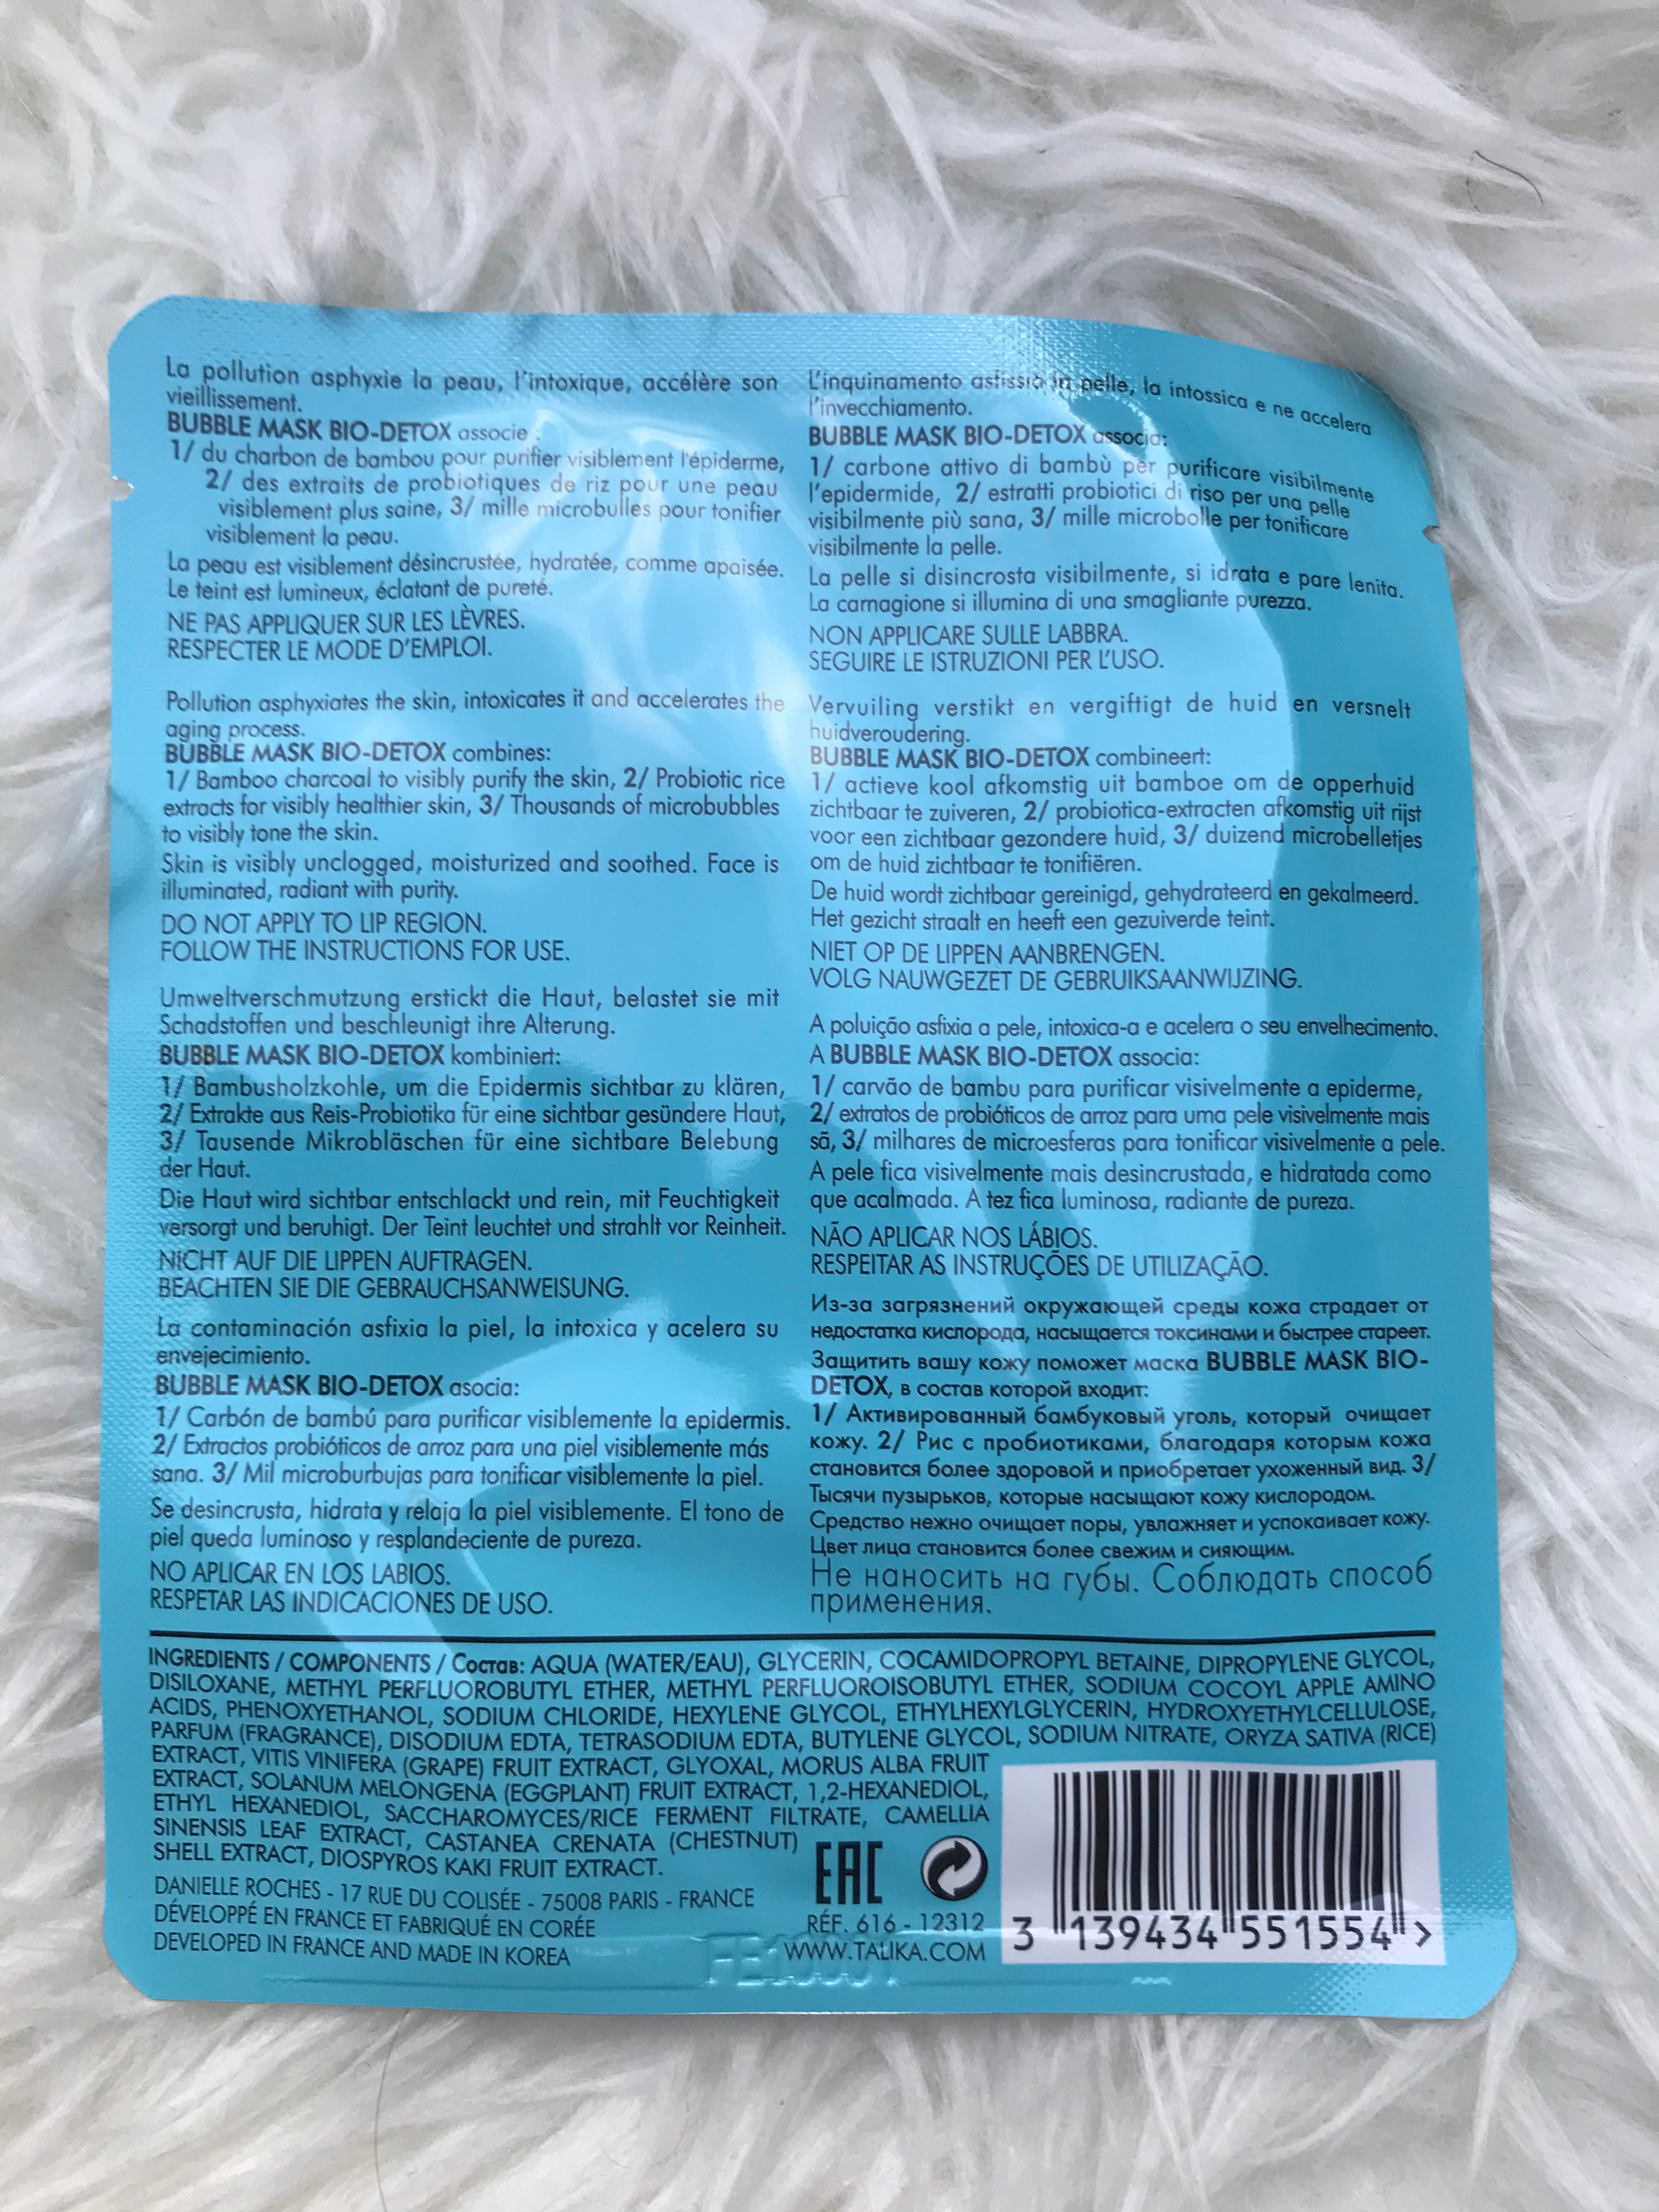 La pollution asphyxie la peau, l'intoxique, accélère son
vieillissement.
BUBBLE MASK BIO-DETOX associe :
1/ du charbon de bambou pour purifier visiblement l'épiderme,
2/ des extraits de probiotiques de riz pour une peau
visiblement plus saine, 3/ mille microbulles pour tonifier
visiblement la peau.
La peau est visiblement désincrustée, hydratée, comme apaisée.
Le teint est lumineux, éclatant de pureté.
NE PAS APPLIQUER SUR LES LÈVRES.
RESPECTER LE MODE D'EMPLOI.
Pollution asphyxiates the skin, intoxicates it and accelerates the
aging process.
BUBBLE MASK BIO-DETOX combines:
1/ Bamboo charcoal to visibly purify the skin, 2/ Probiotic rice
extracts for visibly healthier skin, 3/ Thousands of microbubbles
to visibly tone the skin.
Skin is visibly unclogged, moisturized and soothed. Face is
illuminated, radiant with purity.
DO NOT APPLY TO LIP REGION.
FOLLOW THE INSTRUCTIONS FOR USE.
Umweltverschmutzung erstickt die Haut, belastet sie mit
Schadstoffen und beschleunigt ihre Alterung.
BUBBLE MASK BIO-DETOX kombiniert:
1/ Bambusholzkohle, um die Epidermis sichtbar zu klären,
2/ Extrakte aus Reis-Probiotika für eine sichtbar gesündere Haut,
3/ Tausende Mikrobläschen für eine sichtbare Belebung
der Haut.
Die Haut wird sichtbar entschlackt und rein, mit Feuchtigkeit
versorgt und beruhigt. Der Teint leuchtet und strahlt vor Reinheit.
NICHT AUF DIE LIPPEN AUFTRAGEN.
BEACHTEN SIE DIE GEBRAUCHSANWEISUNG.
La contaminación asfixia la piel, la intoxica y acelera su
envejecimiento.
BUBBLE MASK BIO-DETOX asocia:
1/ Carbón de bambú para purificar visiblemente la epidermis.
2/ Extractos probióticos de arroz para una piel visiblemente más
sana. 3/ Mil microburbujas para tonificar visiblemente la piel.
Se desincrusta, hidrata y relaja la piel visiblemente. El tono de
piel queda luminoso y resplandeciente de pureza.
NO APLICAR EN LOS LABIOS.
RESPETAR LAS INDICACIONES DE USO.
L'inquinamento asfissia la pelle, la intossica e ne accelera
l'invecchiamento.
BUBBLE MASK BIO-DETOX associa:
1/ carbone attivo di bambù per purificare visibilmente
l'epidermide, 2/ estratti probiotici di riso per una pelle
visibilmente più sana, 3/ mille microbolle per tonificare
visibilmente la pelle.
La pelle si disincrosta visibilmente, si idrata e pare lenita.
La carnagione si illumina di una smagliante purezza.
NON APPLICARE SULLE LABBRA.
SEGUIRE LE ISTRUZIONI PER L'USO.
Vervuiling verstikt en vergiftigt de huid en versnelt
huidveroudering.
BUBBLE MASK BIO-DETOX combineert:
1/ actieve kool afkomstig uit bamboe om de opperhuid
zichtbaar te zuiveren, 2/ probiotica-extracten afkomstig uit rijst
voor een zichtbaar gezondere huid, 3/ duizend microbelletjes
om de huid zichtbaar te tonifiëren.
De huid wordt zichtbaar gereinigd, gehydrateerd en gekalmeerd.
Het gezicht straalt en heeft een gezuiverde teint.
NIET OP DE LIPPEN AANBRENGEN.
VOLG NAUWGEZET DE GEBRUIKSAANWIJZING.
A poluição asfixia a pele, intoxica-a e acelera o seu envelhecimento.
A BUBBLE MASK BIO-DETOX associa:
1/ carvão de bambu para purificar visivelmente a epiderme,
2/ extratos de probióticos de arroz para uma pele visivelmente mais
sã, 3/ milhares de microesferas para tonificar visivelmente a pele.
A pele fica visivelmente mais desincrustada, e hidratada como
que acalmada. A tez fica luminosa, radiante de pureza.
NÃO APLICAR NOS LÁBIOS.
RESPEITAR AS INSTRUÇÕES DE UTILIZAÇÃO.
Из-за загрязнений окружающей среды кожа страдает от
недостатка кислорода, насыщается токсинами и быстрее стареет.
Защитить вашу кожу поможет маска BUBBLE MASK BIO-
DETOX, в состав которой входит:
1/ Активированный бамбуковый уголь, который очищает
кожу. 2/ Рис с пробиотиками, благодаря которым кожа
становится более здоровой и приобретает ухоженный вид. 3/
Тысячи пузырьков, которые насыщают кожу кислородом.
Средство нежно очищает поры, увлажняет и успокаивает кожу.
Цвет лица становится более свежим и сияющим.
Не наносить на губы. Соблюдать способ
применения.
INGREDIENTS / COMPONENTS / Состав: AQUA (WATER/EAU), GLYCERIN, COCAMIDOPROPYL BETAINE, DIPROPYLENE GLYCOL,
DISILOXANE, METHYL PERFLUOROBUTYL ETHER, METHYL PERFLUOROISOBUTYL ETHER, SODIUM COCOYL APPLE AMINO
ACIDS, PHENOXYETHANOL, SODIUM CHLORIDE, HEXYLENE GLYCOL, ETHYLHEXYLGLYCERIN, HYDROXYETHYLCELLULOSE,
PARFUM (FRAGRANCE), DISODIUM EDTA, TETRASODIUM EDTA, BUTYLENE GLYCOL, SODIUM NITRATE, ORYZA SATIVA (RICE)
EXTRACT, VITIS VINIFERA (GRAPE) FRUIT EXTRACT, GLYOXAL, MORUS ALBA FRUIT
EXTRACT, SOLANUM MELONGENA (EGGPLANT) FRUIT EXTRACT, 1,2-HEXANEDIOL,
ETHYL HEXANEDIOL, SACCHAROMYCES/RICE FERMENT FILTRATE, CAMELLIA
SINENSIS LEAF EXTRACT, CASTANEA CRENATA (CHESTNUT)
SHELL EXTRACT, DIOSPYROS KAKI FRUIT EXTRACT.
DANIELLE ROCHES - 17 RUE DU COLISÉE - 75008 PARIS - FRANCE
DÉVELOPPÉ EN FRANCE ET FABRIQUÉ EN CORÉE
DEVELOPED IN FRANCE AND MADE IN KOREA
EAC
RÉF. 616 - 12312
WWW.TALIKA.COM
3 139434 551554 >